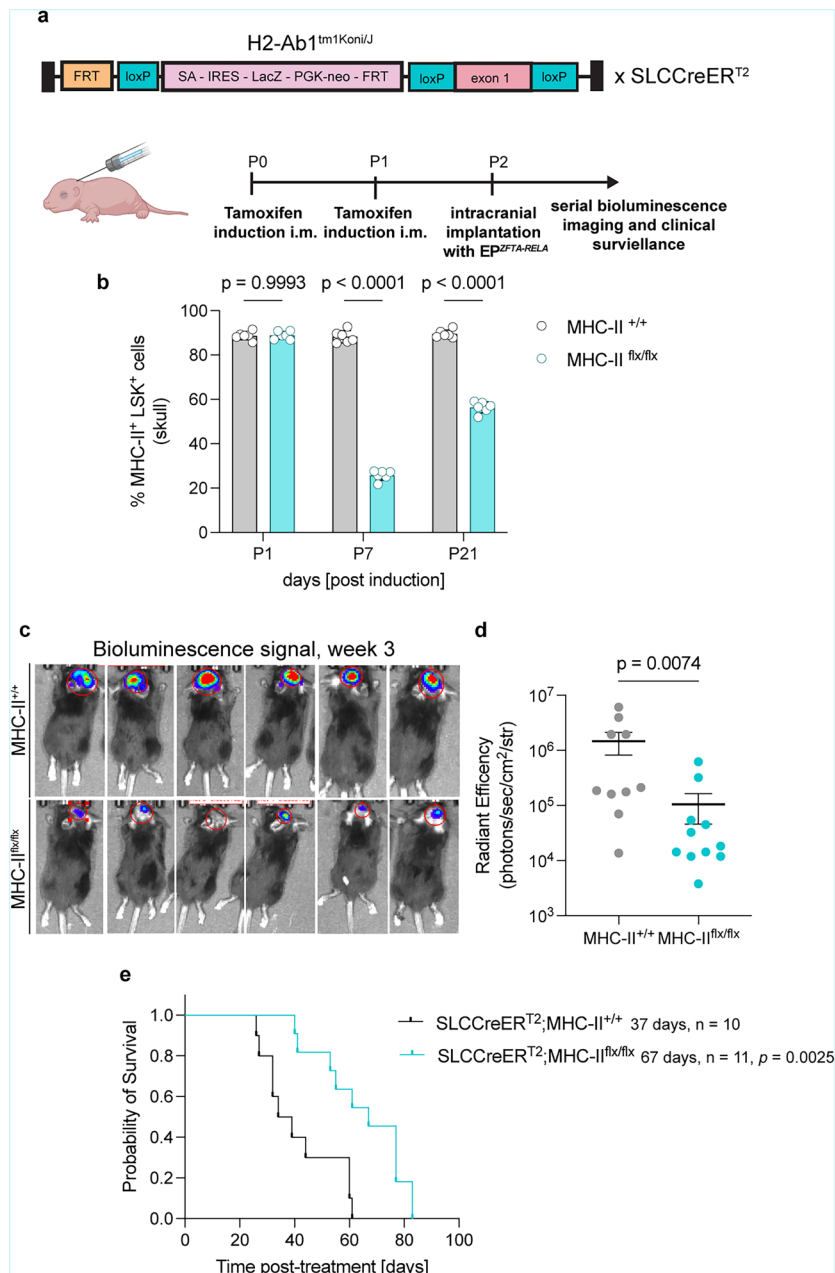 a
H2-Ab1tm1Koni/J
FRT loxP SA - IRES - LacZ - PGK-neo - FRT loxP exon 1 loxP x SLCCreERT2
P0 P1 P2
Tamoxifen
induction i.m.
Tamoxifen
induction i.m.
intracranial
implantation
with EPZFTA-RELA
serial bioluminescence
imaging and clinical
surviellance
b
p = 0.9993 p < 0.0001 p < 0.0001
% MHC-II+ LSK+ cells
(skull)
100
80
60
40
20
0
P1 P7 P21
days [post induction]
MHC-II +/+
MHC-II flx/flx
c
Bioluminescence signal, week 3
MHC-II+/+
MHC-IIflx/flx
d
p = 0.0074
Radiant Efficency
(photons/sec/cm2/str)
107
106
105
104
103
MHC-II+/+ MHC-IIflx/flx
e
Probability of Survival
1.0
0.8
0.6
0.4
0.2
0.0
0 20 40 60 80 100
Time post-treatment [days]
SLCCreERT2;MHC-II+/+ 37 days, n = 10
SLCCreERT2;MHC-IIflx/flx 67 days, n = 11, p = 0.0025